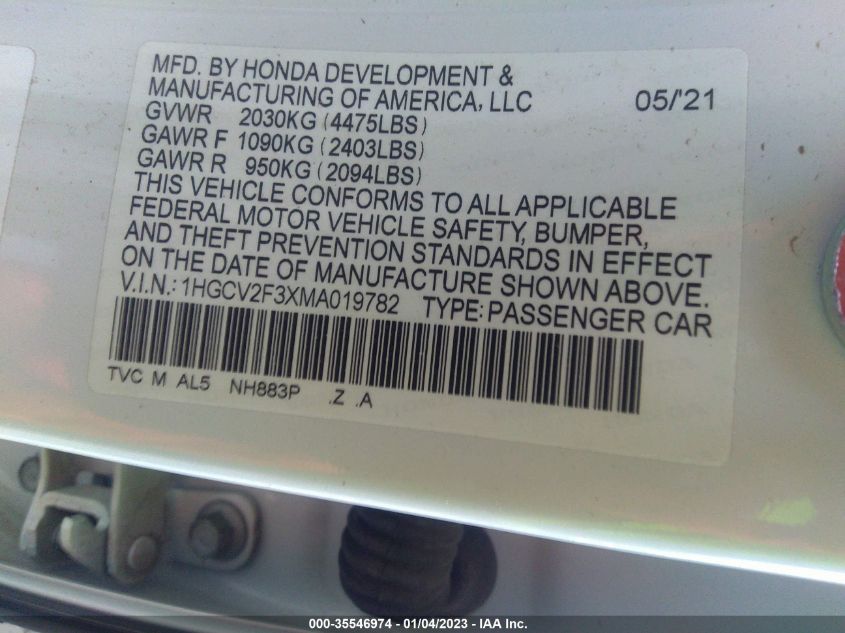 MFD. BY HONDA DEVELOPMENT &
MANUFACTURING OF AMERICA, LLC 05/'21
GVWR 2030KG (4475LBS)
GAWR F 1090KG (2403LBS)
GAWR R 950KG (2094LBS)
THIS VEHICLE CONFORMS TO ALL APPLICABLE
FEDERAL MOTOR VEHICLE SAFETY, BUMPER,
AND THEFT PREVENTION STANDARDS IN EFFECT
ON THE DATE OF MANUFACTURE SHOWN ABOVE.
V.I.N.: 1HGCV2F3XMA019782 TYPE: PASSENGER CAR
TVC M AL5 NH883P .Z .A
000-35546974 - 01/04/2023 - IAA Inc.